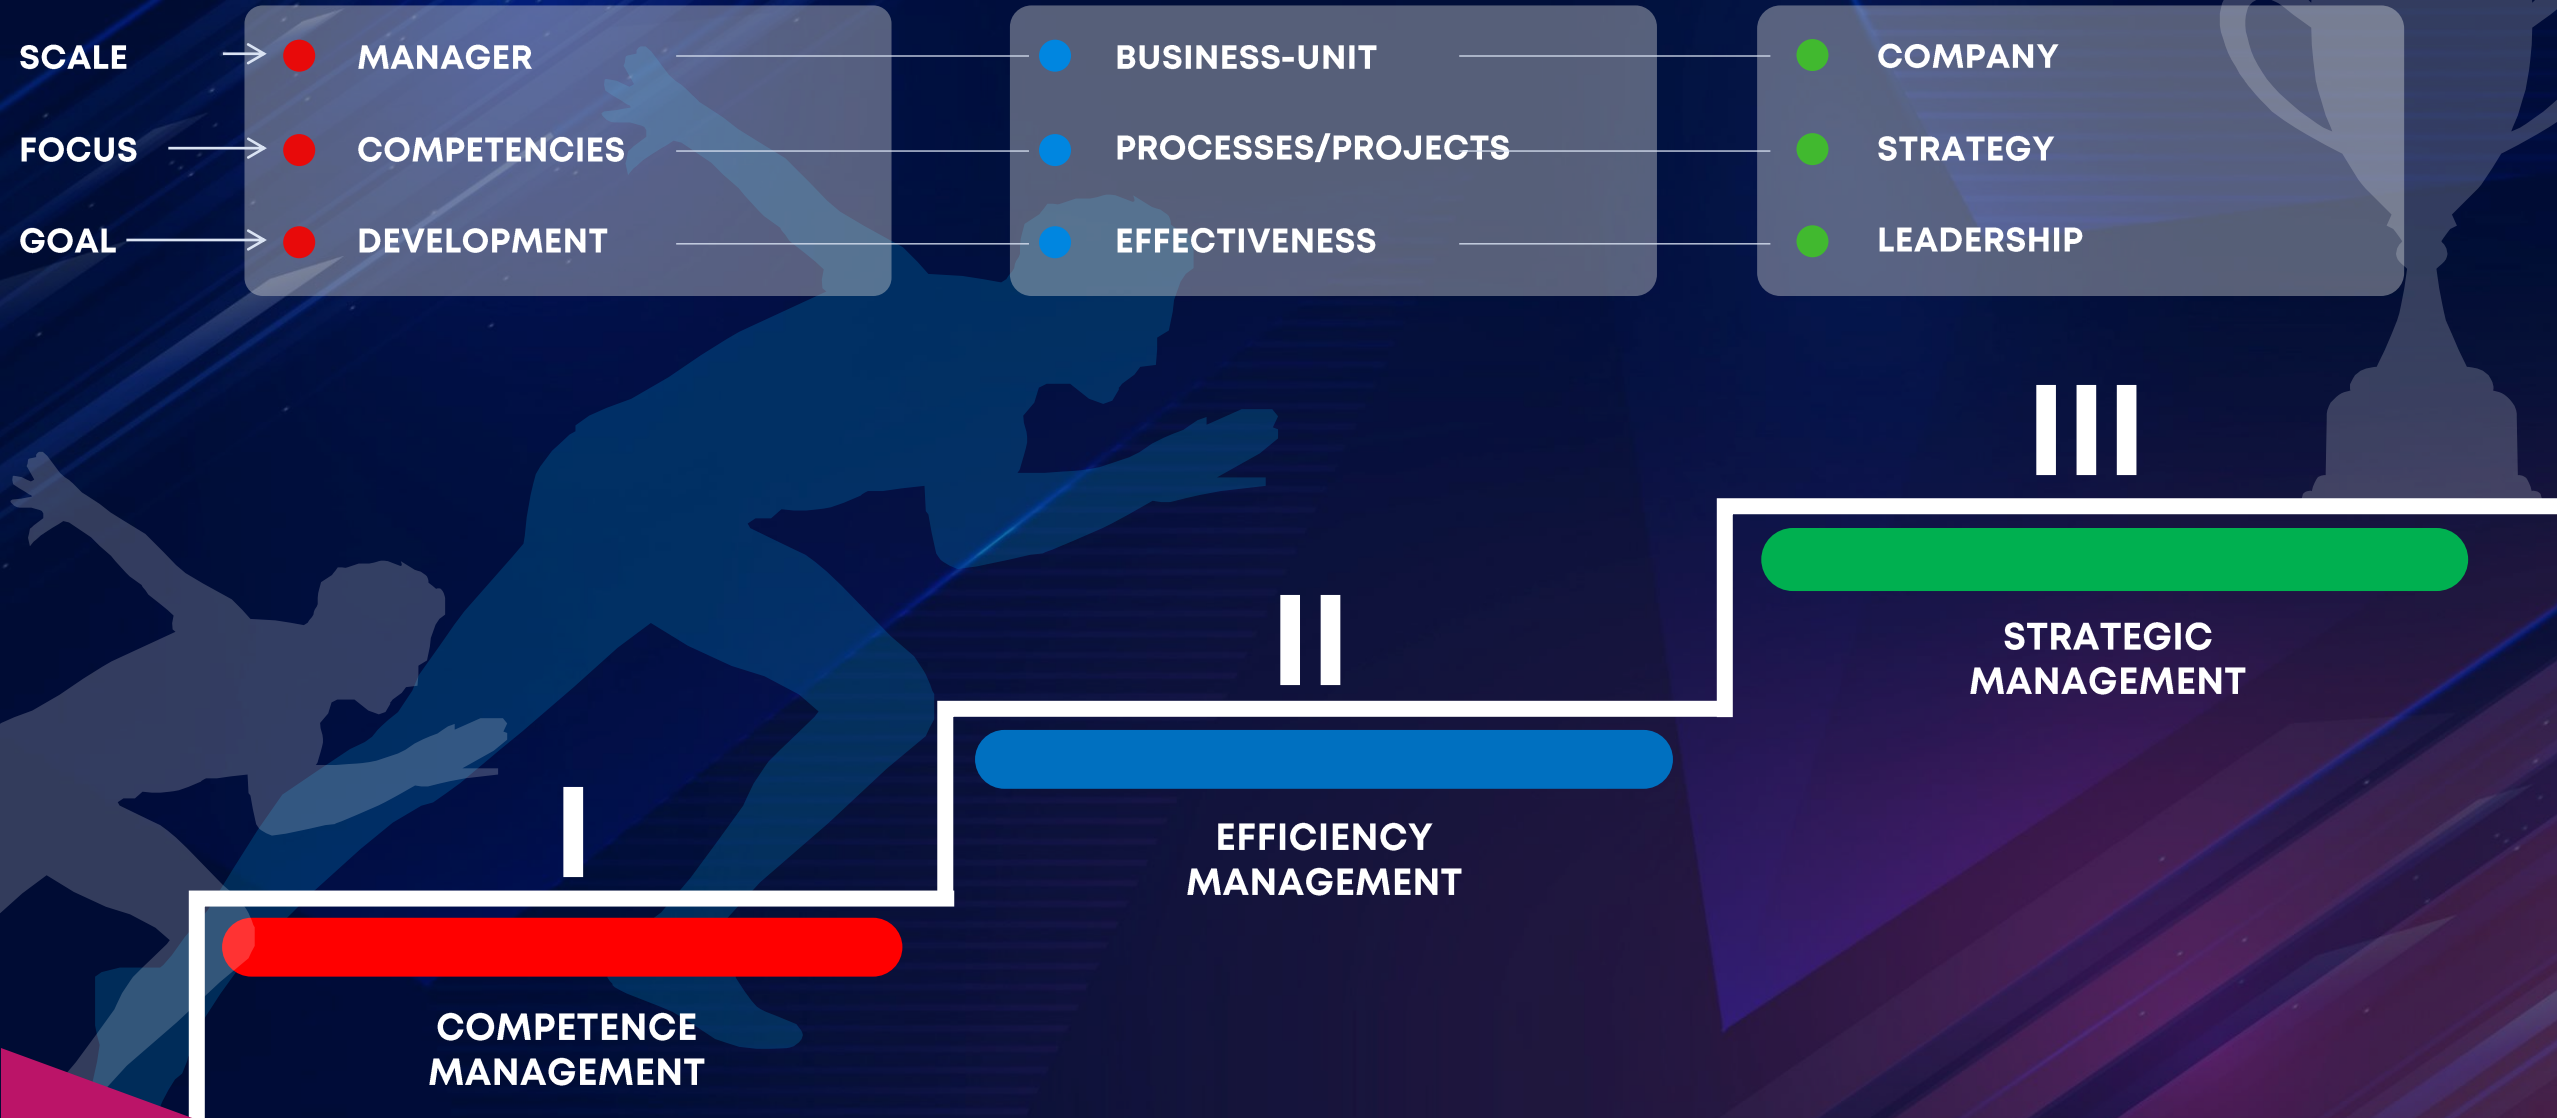 SCALE MANAGER BUSINESS-UNIT COMPANY
FOCUS COMPETENCIES PROCESSES/PROJECTS STRATEGY
GOAL DEVELOPMENT EFFECTIVENESS LEADERSHIP
III
STRATEGIC
MANAGEMENT
II
EFFICIENCY
MANAGEMENT
I
COMPETENCE
MANAGEMENT